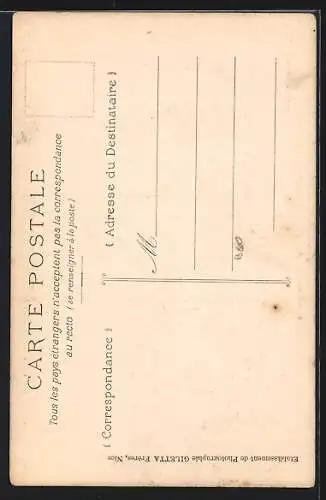 CARTE POSTALE
Tous les pays étrangers n'acceptent pas la correspondance
au recto (se renseigner à la poste)
(Correspondance)
(Adresse du Destinataire)
M
Etablissement de Photographie GILETTA Frères, Nice